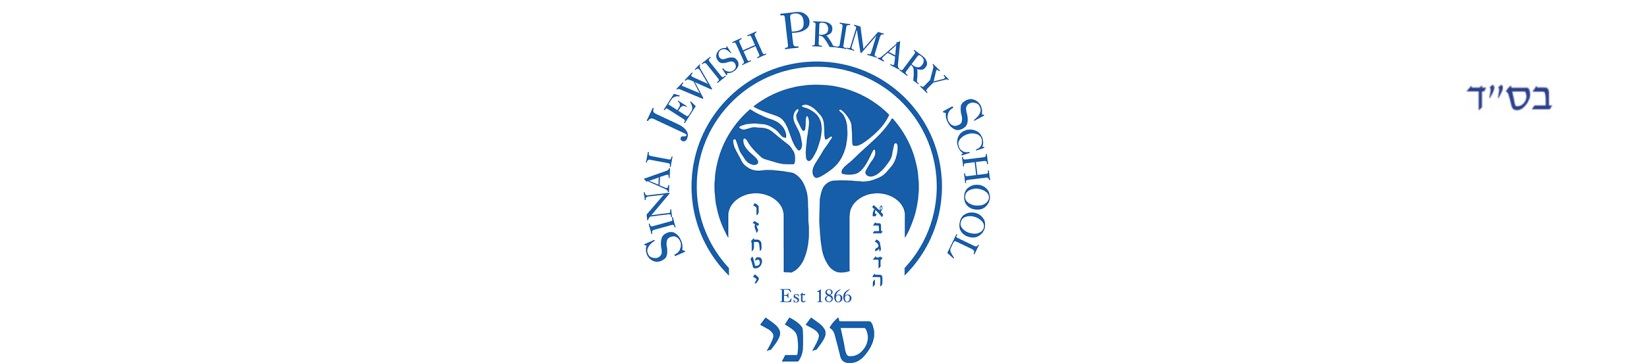 SINAI JEWISH PRIMARY SCHOOL
בס״ד
א
ב
ג
ד
ה
ו
ז
ח
ט
י
Est 1866
סיני